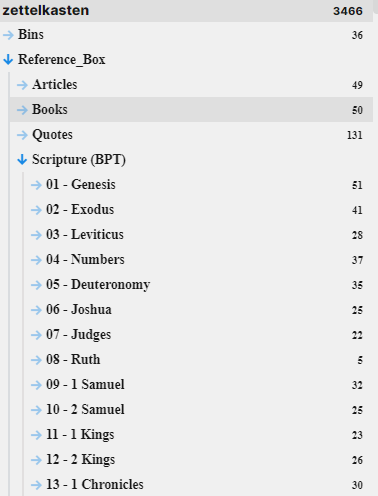 zettelkasten 3466
Bins 36
Reference_Box
Articles 49
Books 50
Quotes 131
Scripture (BPT)
01 - Genesis 51
02 - Exodus 41
03 - Leviticus 28
04 - Numbers 37
05 - Deuteronomy 35
06 - Joshua 25
07 - Judges 22
08 - Ruth 5
09 - 1 Samuel 32
10 - 2 Samuel 25
11 - 1 Kings 23
12 - 2 Kings 26
13 - 1 Chronicles 30